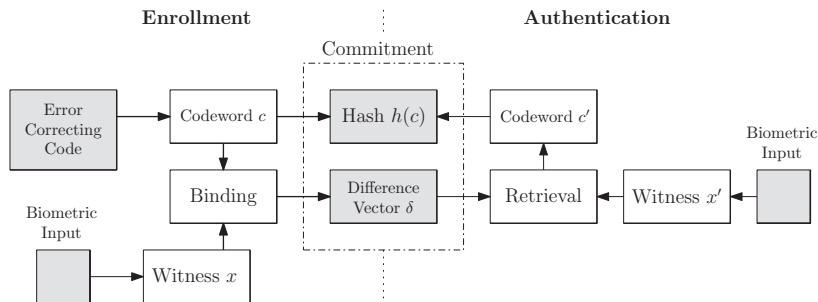 Enrollment
Authentication
Commitment
Error
Correcting
Code
Codeword c
Hash h(c)
Codeword c′
Biometric
Input
Binding
Difference
Vector δ
Retrieval
Witness x′
Biometric
Input
Witness x